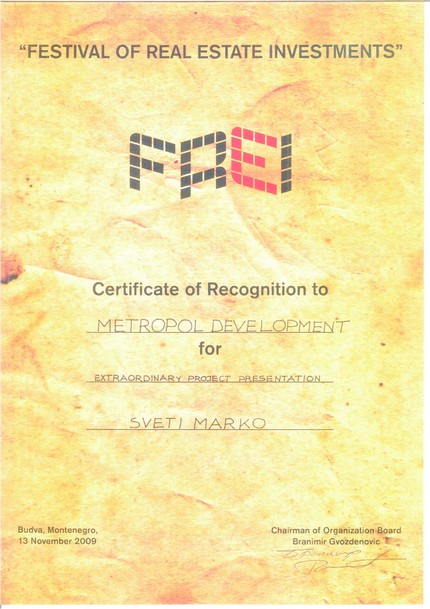 “FESTIVAL OF REAL ESTATE INVESTMENTS”
FREI
Certificate of Recognition to
METROPOL DEVELOPMENT
for
EXTRAORDINARY PROJECT PRESENTATION
SVETI MARKO
Budva, Montenegro,
13 November 2009
Chairman of Organization Board
Branimir Gvozdenovic